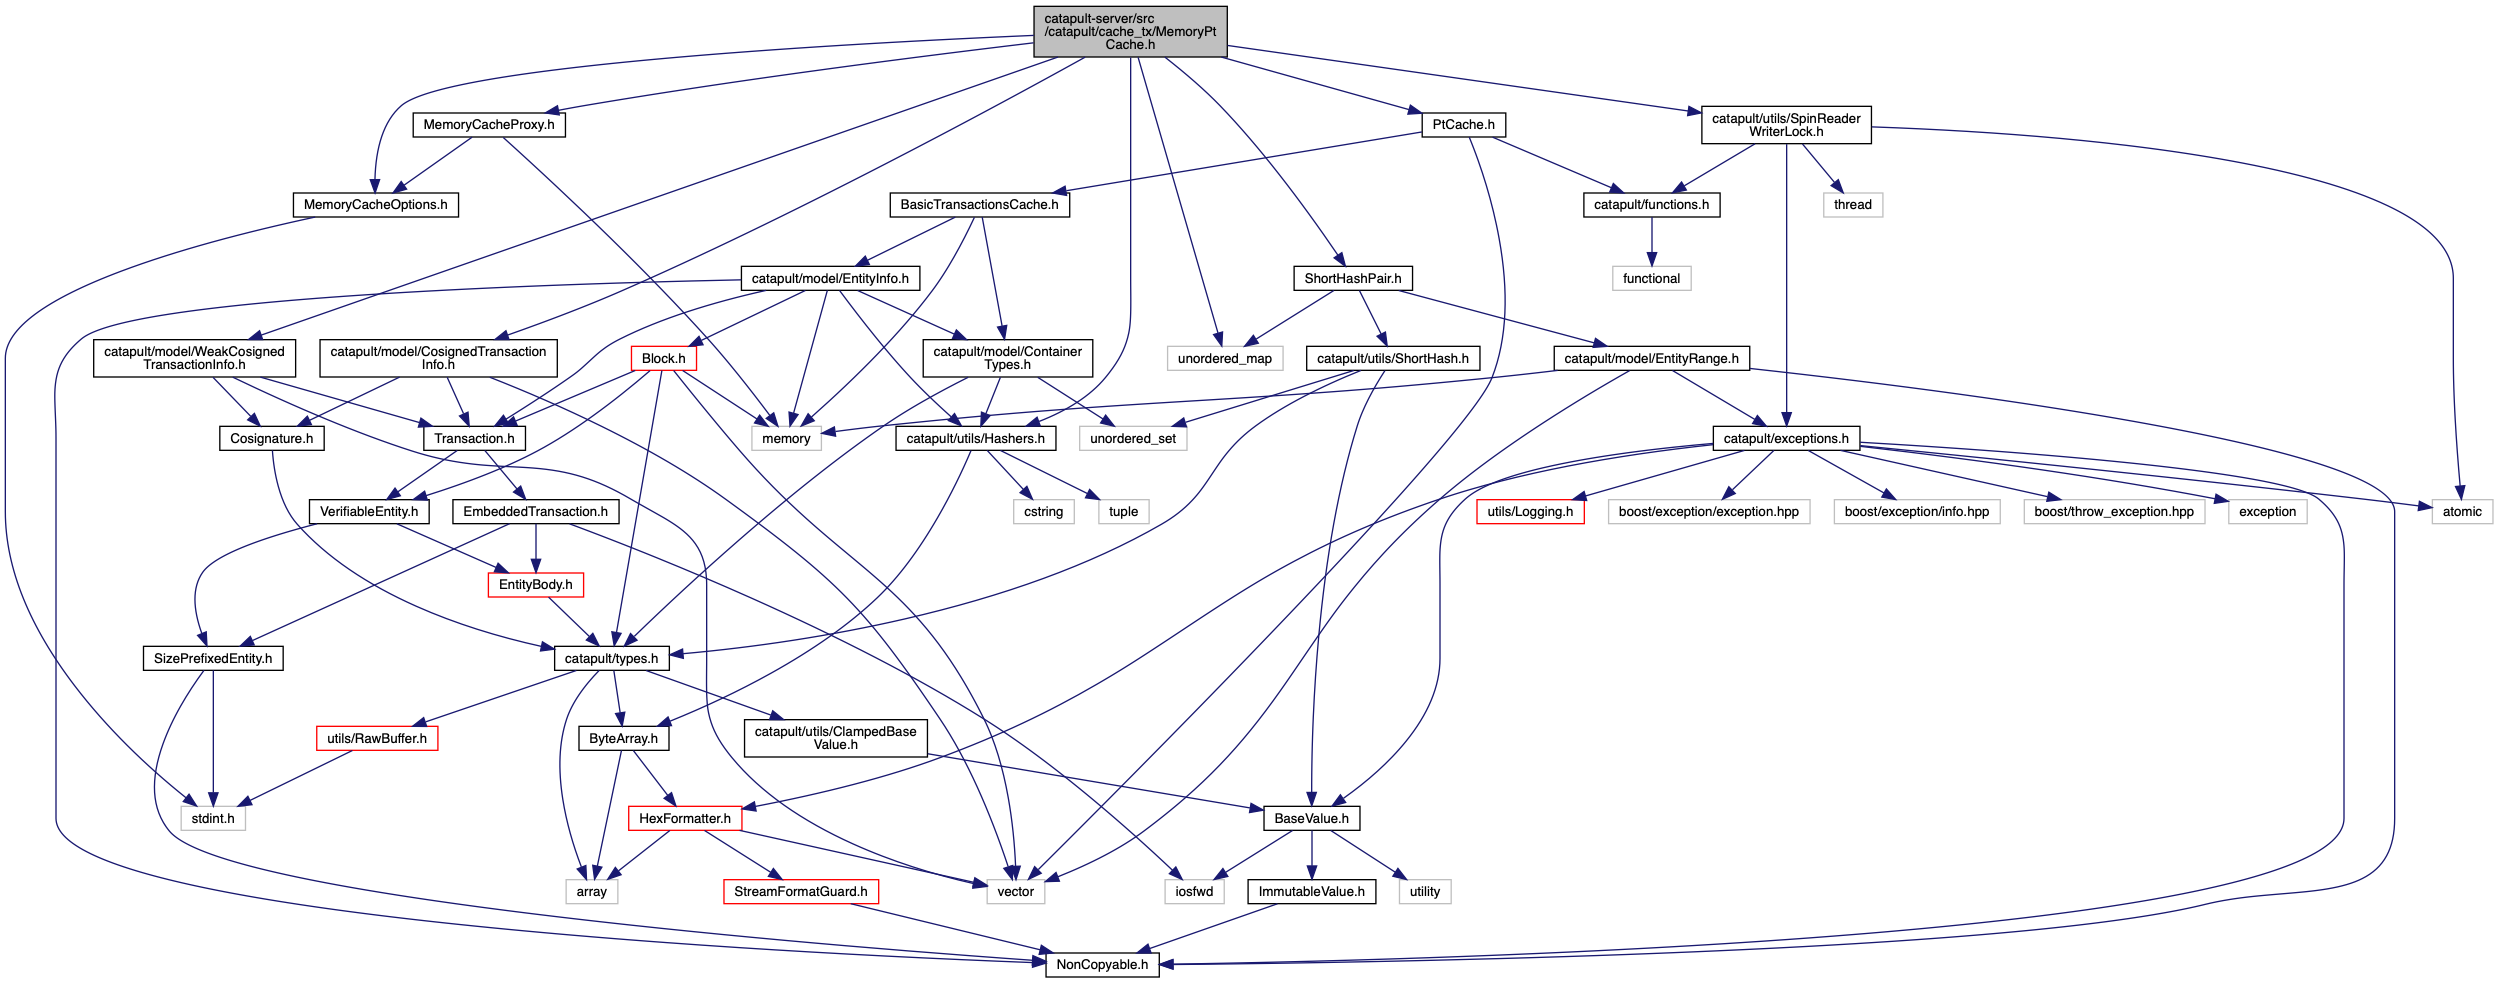 catapult-server/src
/catapult/cache_tx/MemoryPt
Cache.h
MemoryCacheProxy.h
PtCache.h
catapult/utils/SpinReader
WriterLock.h
MemoryCacheOptions.h
BasicTransactionsCache.h
catapult/functions.h
thread
catapult/model/EntityInfo.h
ShortHashPair.h
functional
catapult/model/WeakCosigned
TransactionInfo.h
catapult/model/CosignedTransaction
Info.h
Block.h
catapult/model/Container
Types.h
unordered_map
catapult/utils/ShortHash.h
catapult/model/EntityRange.h
Cosignature.h
Transaction.h
memory
catapult/utils/Hashers.h
unordered_set
catapult/exceptions.h
VerifiableEntity.h
EmbeddedTransaction.h
cstring
tuple
utils/Logging.h
boost/exception/exception.hpp
boost/exception/info.hpp
boost/throw_exception.hpp
exception
atomic
EntityBody.h
SizePrefixedEntity.h
catapult/types.h
utils/RawBuffer.h
ByteArray.h
catapult/utils/ClampedBase
Value.h
stdint.h
HexFormatter.h
BaseValue.h
array
StreamFormatGuard.h
vector
iosfwd
ImmutableValue.h
utility
NonCopyable.h